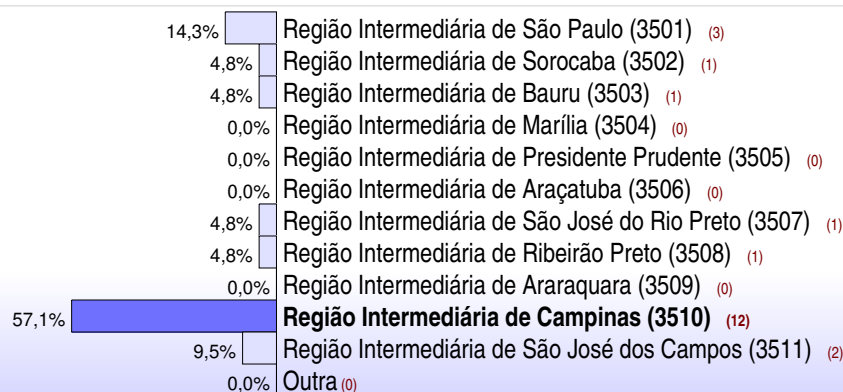 14,3% Região Intermediária de São Paulo (3501) (3)
4,8% Região Intermediária de Sorocaba (3502) (1)
4,8% Região Intermediária de Bauru (3503) (1)
0,0% Região Intermediária de Marília (3504) (0)
0,0% Região Intermediária de Presidente Prudente (3505) (0)
0,0% Região Intermediária de Araçatuba (3506) (0)
4,8% Região Intermediária de São José do Rio Preto (3507) (1)
4,8% Região Intermediária de Ribeirão Preto (3508) (1)
0,0% Região Intermediária de Araraquara (3509) (0)
57,1% Região Intermediária de Campinas (3510) (12)
9,5% Região Intermediária de São José dos Campos (3511) (2)
0,0% Outra (0)